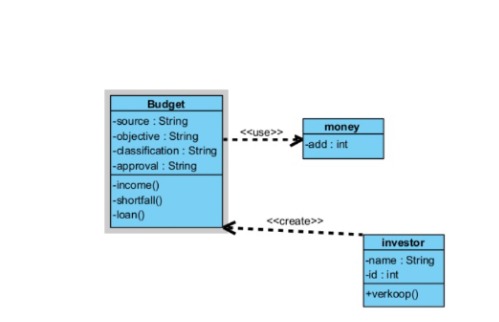 Budget
-source : String
-objective : String
-classification : String
-approval : String
-income()
-shortfall()
-loan()
<<use>>
money
-add : int
<<create>>
investor
-name : String
-id : int
+verkoop()